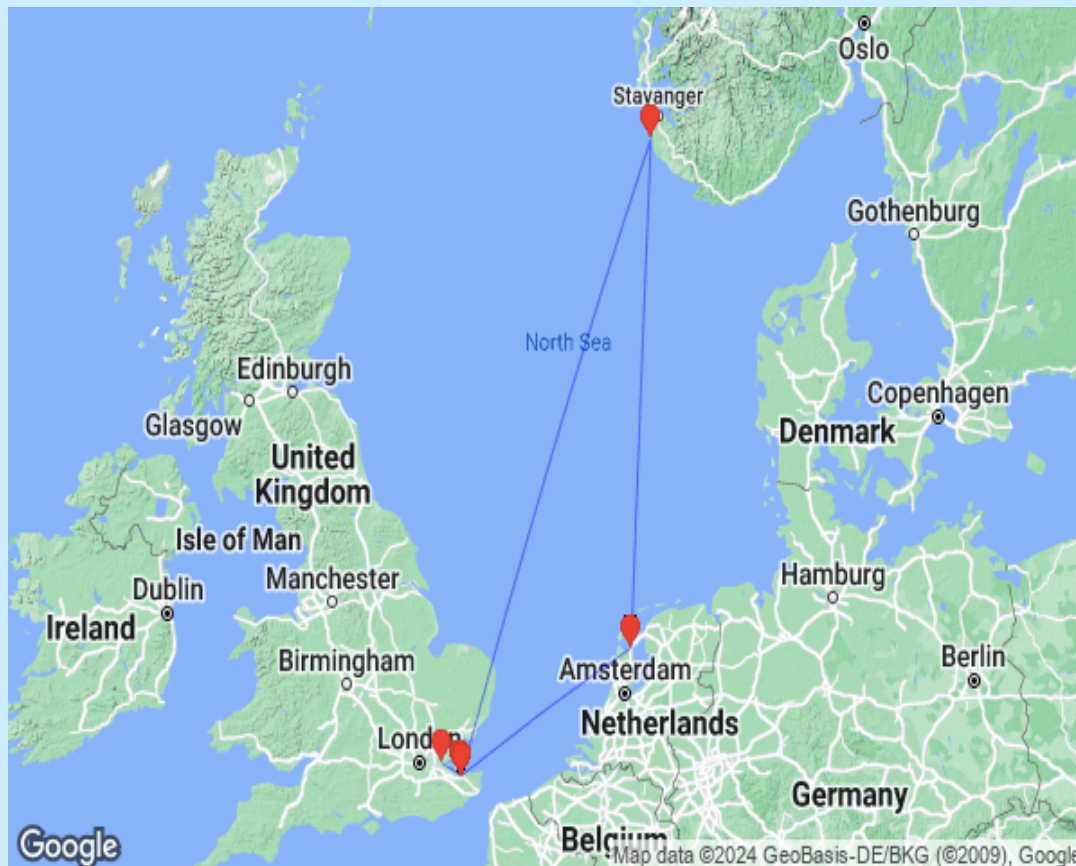 Oslo
Stavanger
Gothenburg
North Sea
Edinburgh
Glasgow
Copenhagen
Denmark
United
Kingdom
Isle of Man
Manchester
Dublin
Hamburg
Ireland
Birmingham
Amsterdam
Berlin
Netherlands
London
Germany
Belgium
Google
Map data ©2024 GeoBasis-DE/BKG (©2009), Google